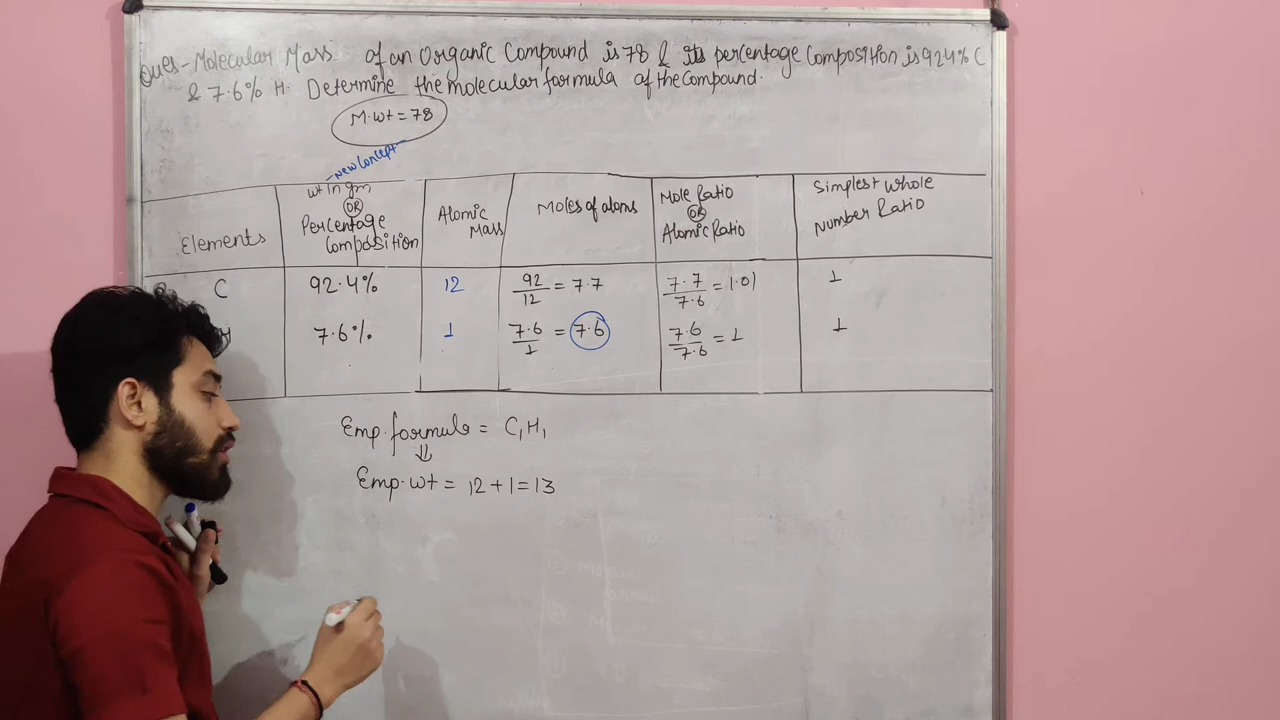 Ques - Molecular Mass of an Organic Compound is 78 & its percentage Composition is 92.4% C
& 7.6% H. Determine the molecular formula of the Compound.
M.wt = 78
- New Concept
Elements
wt in gm
OR
Percentage
Composition
Atomic
Mass
Moles of atoms
Mole Ratio
OR
Atomic Ratio
Simplest whole
Number Ratio
C 92.4% 12 92/12 = 7.7 7.7/7.6 = 1.01 1
H 7.6% 1 7.6/1 = 7.6 7.6/7.6 = 1 1
Emp. formule = C₁H₁
⇓
Emp. wt = 12 + 1 = 13